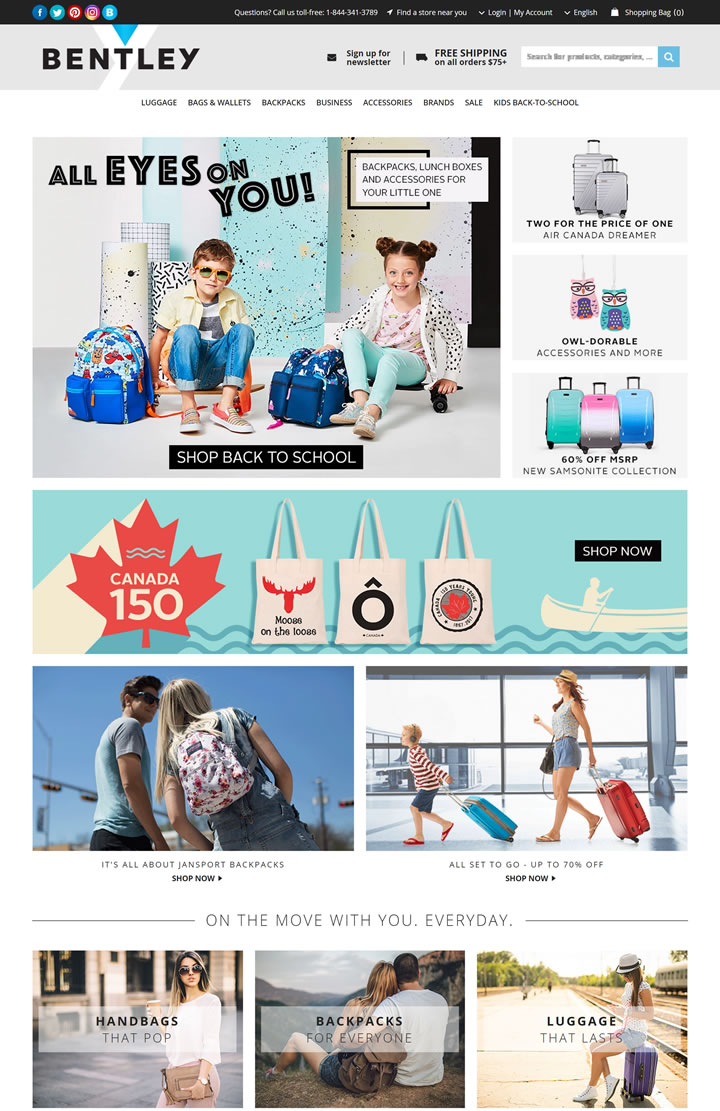 Questions? Call us toll-free: 1-844-341-3789 Find a store near you Login | My Account English Shopping Bag (0)
BENTLEY
Sign up for
newsletter
FREE SHIPPING
on all orders $75+
Search for products, categories, ...
LUGGAGE BAGS & WALLETS BACKPACKS BUSINESS ACCESSORIES BRANDS SALE KIDS BACK-TO-SCHOOL
ALL EYES ON
YOU!
BACKPACKS, LUNCH BOXES
AND ACCESSORIES FOR
YOUR LITTLE ONE
SHOP BACK TO SCHOOL
TWO FOR THE PRICE OF ONE
AIR CANADA DREAMER
OWL-DORABLE
ACCESSORIES AND MORE
60% OFF MSRP
NEW SAMSONITE COLLECTION
CANADA
150
Moose
on the loose
Ô
CANADA
CANADA 150 YEARS YOUNG
1867-2017
SHOP NOW
IT'S ALL ABOUT JANSPORT BACKPACKS
SHOP NOW
ALL SET TO GO - UP TO 70% OFF
SHOP NOW
ON THE MOVE WITH YOU. EVERYDAY.
HANDBAGS
THAT POP
BACKPACKS
FOR EVERYONE
LUGGAGE
THAT LASTS